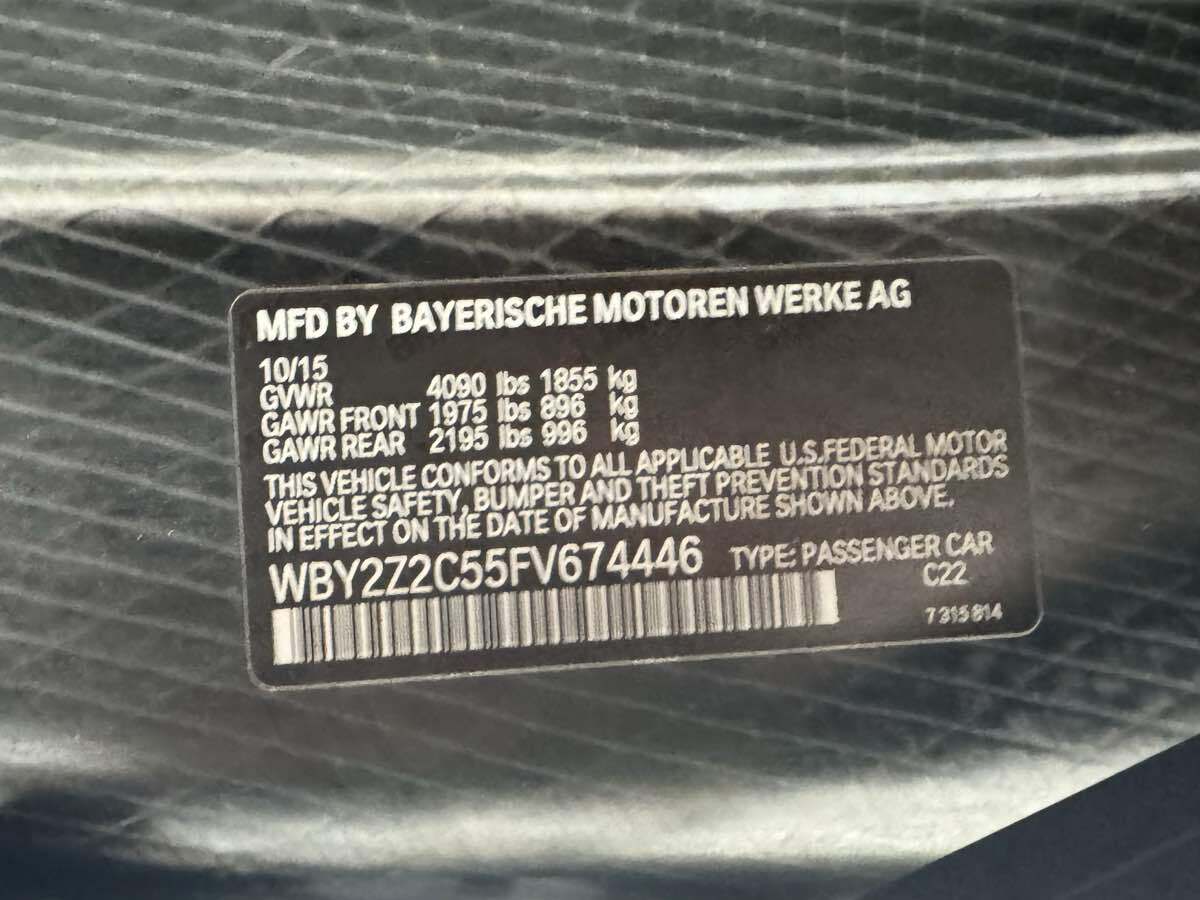 MFD BY BAYERISCHE MOTOREN WERKE AG
10/15
GVWR 4090 lbs 1855 kg
GAWR FRONT 1975 lbs 896 kg
GAWR REAR 2195 lbs 996 kg
THIS VEHICLE CONFORMS TO ALL APPLICABLE U.S.FEDERAL MOTOR
VEHICLE SAFETY, BUMPER AND THEFT PREVENTION STANDARDS
IN EFFECT ON THE DATE OF MANUFACTURE SHOWN ABOVE.
WBY2Z2C55FV674446 TYPE: PASSENGER CAR
C22
7 315 814